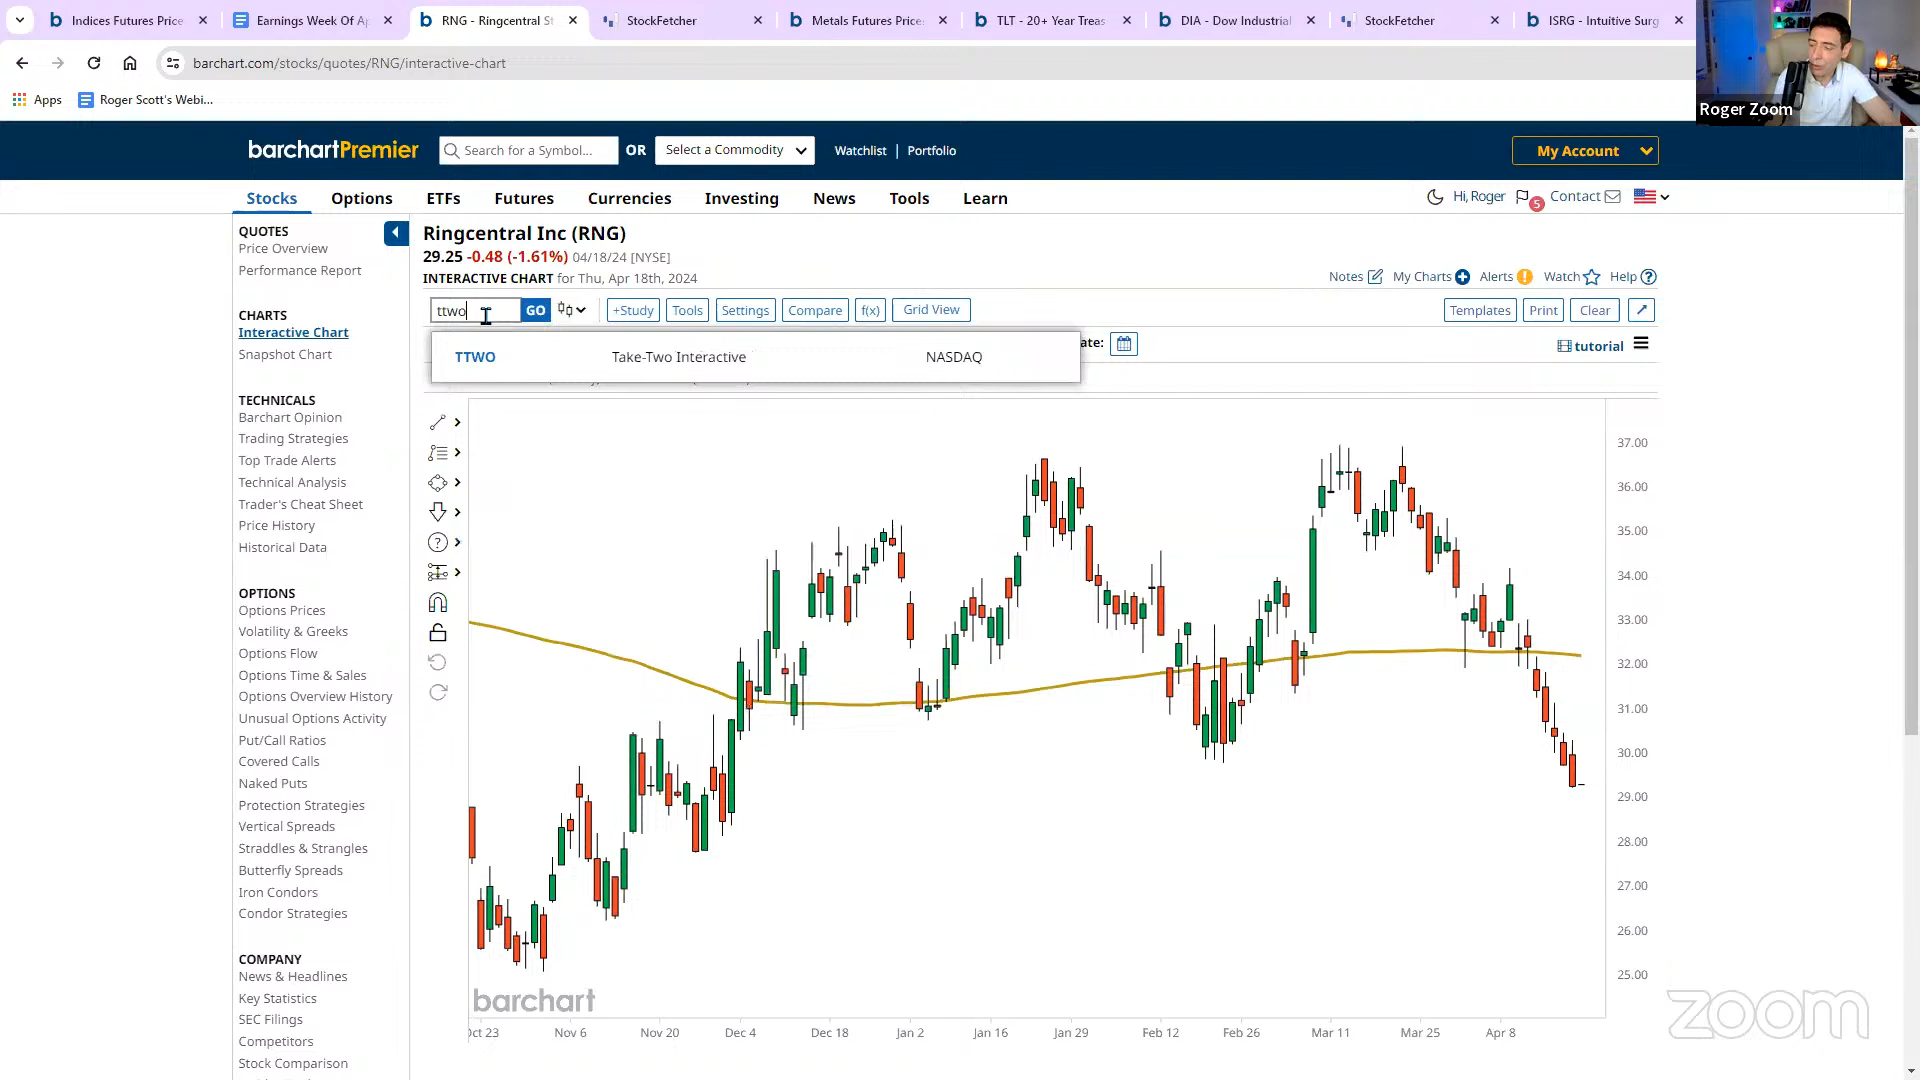 Indices Futures Price
Earnings Week Of Ap
RNG - Ringcentral St
StockFetcher
Metals Futures Price
TLT - 20+ Year Treas
DIA - Dow Industrial
StockFetcher
ISRG - Intuitive Surg
barchart.com/stocks/quotes/RNG/interactive-chart
Apps
Roger Scott's Webi...
Roger Zoom
barchartPremier
Search for a Symbol...
OR
Select a Commodity
Watchlist | Portfolio
My Account
Stocks
Options
ETFs
Futures
Currencies
Investing
News
Tools
Learn
Hi, Roger
5
Contact
QUOTES
Price Overview
Performance Report
CHARTS
Interactive Chart
Snapshot Chart
TECHNICALS
Barchart Opinion
Trading Strategies
Top Trade Alerts
Technical Analysis
Trader's Cheat Sheet
Price History
Historical Data
OPTIONS
Options Prices
Volatility & Greeks
Options Flow
Options Time & Sales
Options Overview History
Unusual Options Activity
Put/Call Ratios
Covered Calls
Naked Puts
Protection Strategies
Vertical Spreads
Straddles & Strangles
Butterfly Spreads
Iron Condors
Condor Strategies
COMPANY
News & Headlines
Key Statistics
SEC Filings
Competitors
Stock Comparison
Ringcentral Inc (RNG)
29.25 -0.48 (-1.61%) 04/18/24 [NYSE]
INTERACTIVE CHART for Thu, Apr 18th, 2024
Notes
My Charts
Alerts
Watch
Help
ttwo
GO
+Study
Tools
Settings
Compare
f(x)
Grid View
Templates
Print
Clear
TTWO Take-Two Interactive NASDAQ
ate:
tutorial
37.00
36.00
35.00
34.00
33.00
32.00
31.00
30.00
29.00
28.00
27.00
26.00
25.00
barchart
Oct 23
Nov 6
Nov 20
Dec 4
Dec 18
Jan 2
Jan 16
Jan 29
Feb 12
Feb 26
Mar 11
Mar 25
Apr 8
zoom